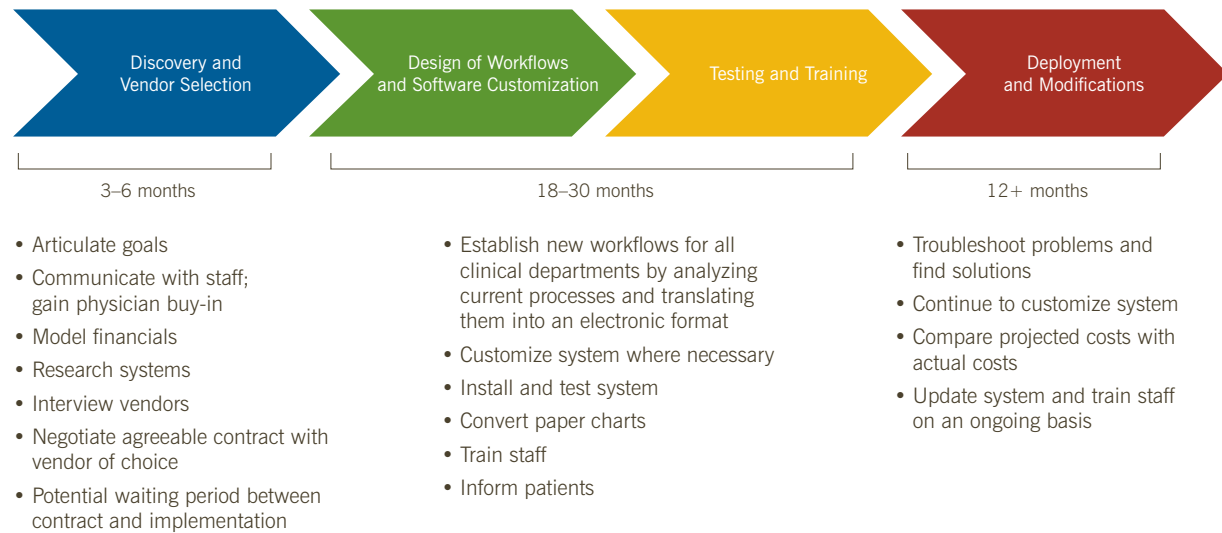 Discovery and
Vendor Selection
Design of Workflows
and Software Customization
Testing and Training
Deployment
and Modifications
3–6 months
18–30 months
12+ months
• Articulate goals
• Communicate with staff;
gain physician buy-in
• Model financials
• Research systems
• Interview vendors
• Negotiate agreeable contract with
vendor of choice
• Potential waiting period between
contract and implementation
• Establish new workflows for all
clinical departments by analyzing
current processes and translating
them into an electronic format
• Customize system where necessary
• Install and test system
• Convert paper charts
• Train staff
• Inform patients
• Troubleshoot problems and
find solutions
• Continue to customize system
• Compare projected costs with
actual costs
• Update system and train staff
on an ongoing basis